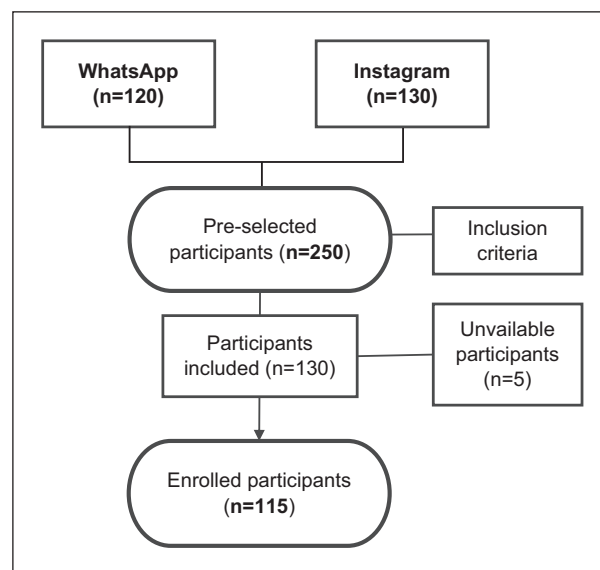 WhatsApp
(n=120)
Instagram
(n=130)
Pre-selected
participants (n=250)
Inclusion
criteria
Participants
included (n=130)
Unvailable
participants
(n=5)
Enrolled participants
(n=115)